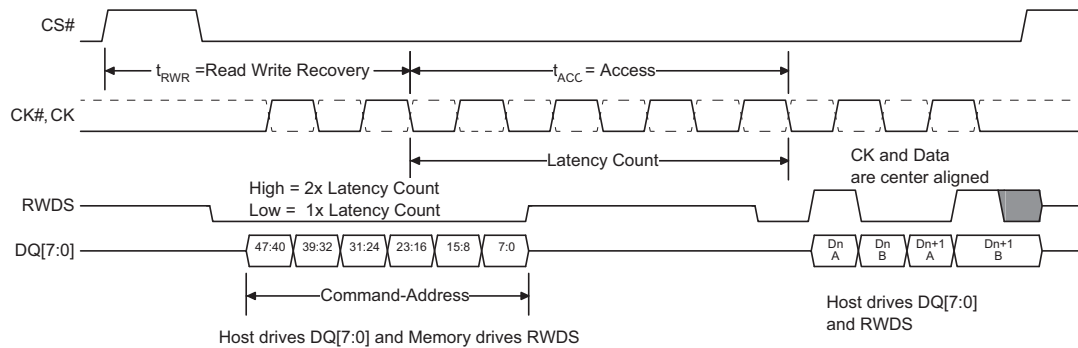 CS#
tRWR =Read Write Recovery
tACC = Access
CK#, CK
Latency Count
CK and Data
are center aligned
High = 2x Latency Count
Low = 1x Latency Count
RWDS
DQ[7:0]
47:40 39:32 31:24 23:16 15:8 7:0
Dn Dn Dn+1 Dn+1
A B A B
Command-Address
Host drives DQ[7:0]
and RWDS
Host drives DQ[7:0] and Memory drives RWDS